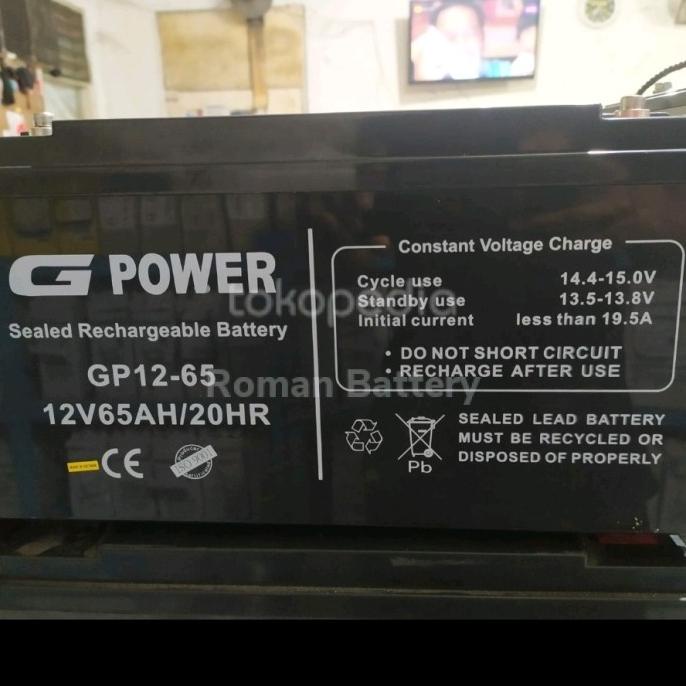 G POWER
Sealed Rechargeable Battery
GP12-65
12V65AH/20HR
CE
ISO 9001
Constant Voltage Charge
Cycle use 14.4-15.0V
Standby use 13.5-13.8V
Initial current less than 19.5A
• DO NOT SHORT CIRCUIT
• RECHARGE AFTER USE
Pb
SEALED LEAD BATTERY
MUST BE RECYCLED OR
DISPOSED OF PROPERLY
tokopedia
Roman Battery